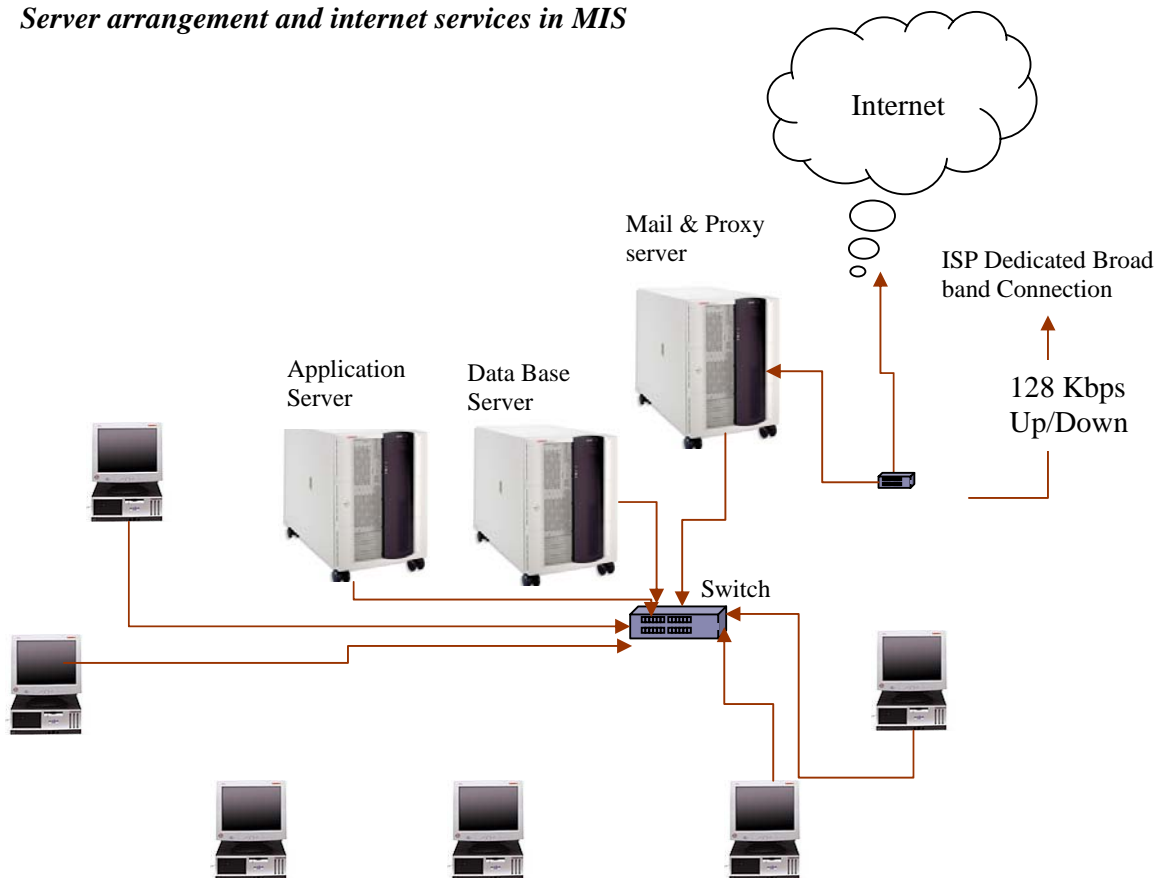 Server arrangement and internet services in MIS
Internet
Mail & Proxy
server
ISP Dedicated Broad
band Connection
Application
Server
Data Base
Server
128 Kbps
Up/Down
Switch